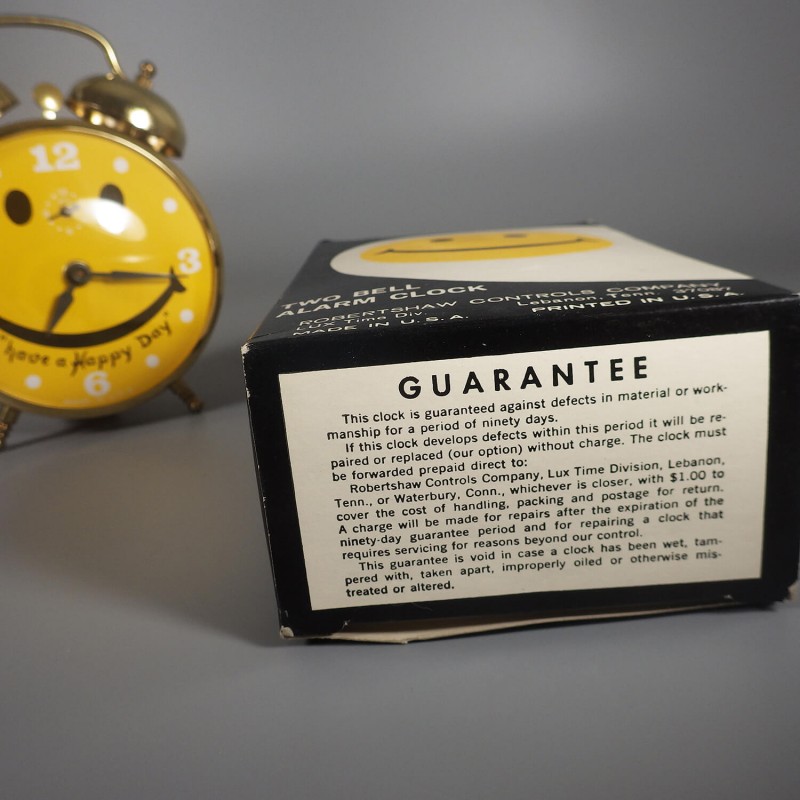 12
3
"have a Happy Day"
6
TWO BELL
ALARM CLOCK
ROBERTSHAW CONTROLS COMPANY
Lux Time Div. Lebanon, Tenn. 37087
MADE IN U.S.A. PRINTED IN U.S.A.
GUARANTEE
This clock is guaranteed against defects in material or work-
manship for a period of ninety days.
If this clock develops defects within this period it will be re-
paired or replaced (our option) without charge. The clock must
be forwarded prepaid direct to:
Robertshaw Controls Company, Lux Time Division, Lebanon,
Tenn., or Waterbury, Conn., whichever is closer, with $1.00 to
cover the cost of handling, packing and postage for return.
A charge will be made for repairs after the expiration of the
ninety-day guarantee period and for repairing a clock that
requires servicing for reasons beyond our control.
This guarantee is void in case a clock has been wet, tam-
pered with, taken apart, improperly oiled or otherwise mis-
treated or altered.